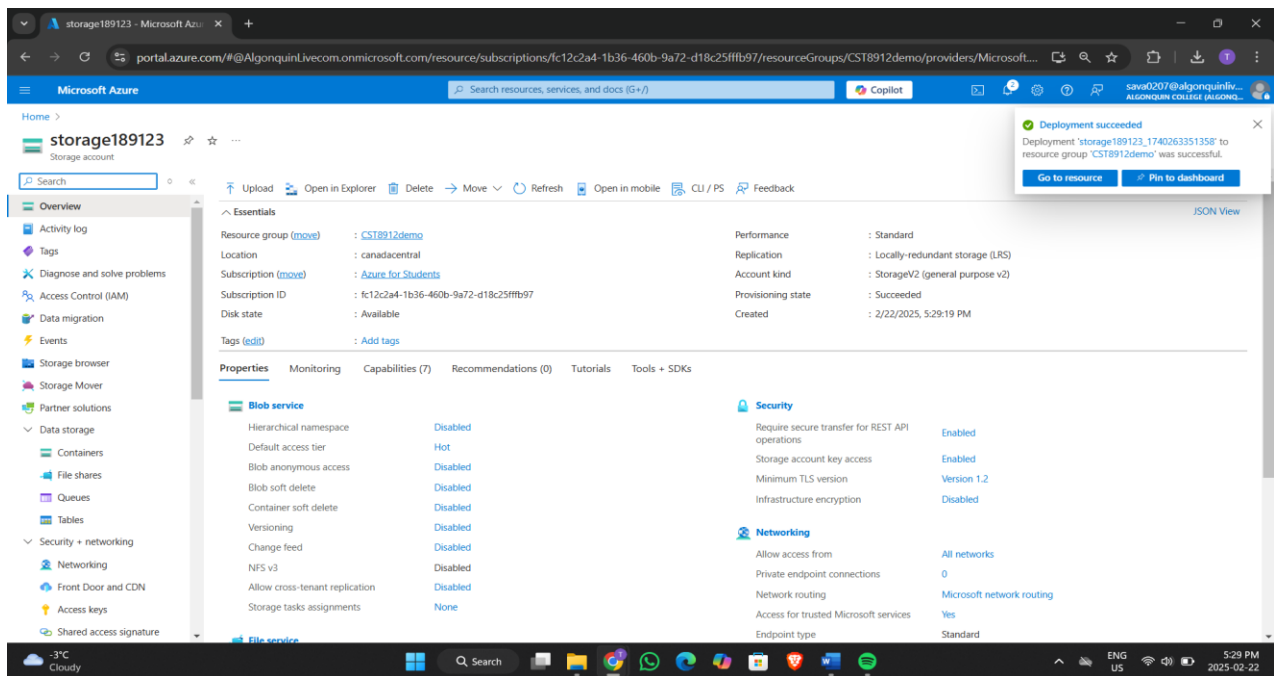 storage189123 - Microsoft Azu
portal.azure.com/#@AlgonquinLivecom.onmicrosoft.com/resource/subscriptions/fc12c2a4-1b36-460b-9a72-d18c25fffb97/resourceGroups/CST8912demo/providers/Microsoft....
T
Microsoft Azure
Search resources, services, and docs (G+/)
Copilot
2
sava0207@algonquinliv...
ALGONQUIN COLLEGE (ALGONQ...
Home >
storage189123
Storage account
Deployment succeeded
Deployment 'storage189123_1740263351358' to
resource group 'CST8912demo' was successful.
Go to resource
Pin to dashboard
Search
Upload Open in Explorer Delete Move Refresh Open in mobile CLI / PS Feedback
Overview
Activity log
Tags
Diagnose and solve problems
Access Control (IAM)
Data migration
Events
Storage browser
Storage Mover
Partner solutions
Data storage
Containers
File shares
Queues
Tables
Security + networking
Networking
Front Door and CDN
Access keys
Shared access signature
Essentials
JSON View
Resource group (move) : CST8912demo
Location : canadacentral
Subscription (move) : Azure for Students
Subscription ID : fc12c2a4-1b36-460b-9a72-d18c25fffb97
Disk state : Available
Tags (edit) : Add tags
Performance : Standard
Replication : Locally-redundant storage (LRS)
Account kind : StorageV2 (general purpose v2)
Provisioning state : Succeeded
Created : 2/22/2025, 5:29:19 PM
Properties Monitoring Capabilities (7) Recommendations (0) Tutorials Tools + SDKs
Blob service
Hierarchical namespace Disabled
Default access tier Hot
Blob anonymous access Disabled
Blob soft delete Disabled
Container soft delete Disabled
Versioning Disabled
Change feed Disabled
NFS v3 Disabled
Allow cross-tenant replication Disabled
Storage tasks assignments None
File service
Security
Require secure transfer for REST API
operations Enabled
Storage account key access Enabled
Minimum TLS version Version 1.2
Infrastructure encryption Disabled
Networking
Allow access from All networks
Private endpoint connections 0
Network routing Microsoft network routing
Access for trusted Microsoft services Yes
Endpoint type Standard
-3°C
Cloudy
Search
ENG
US
5:29 PM
2025-02-22